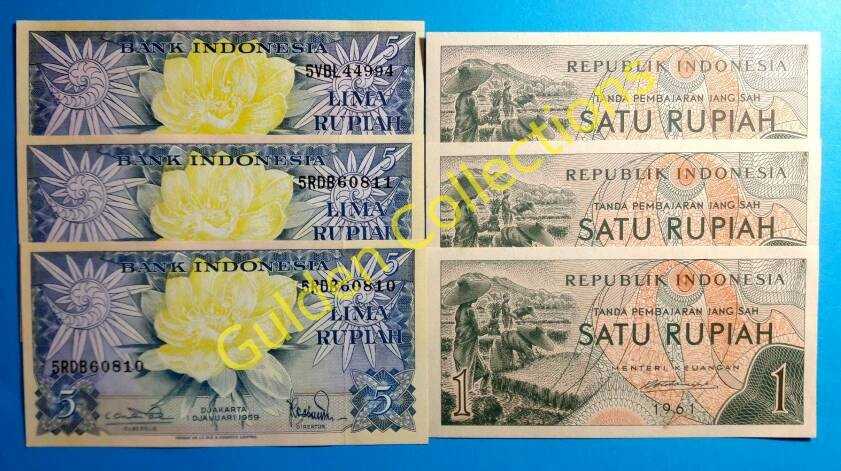 BANK INDONESIA
5
5VBL44994
LIMA
RUPIAH
BANK INDONESIA
5
5RDB60811
LIMA
RUPIAH
BANK INDONESIA
5
5RDB60810
LIMA
RUPIAH
5RDB60810
5
DJAKARTA
1 DJANUARI 1959
DIREKTUR
5
REPUBLIK INDONESIA
TANDA PEMBAJARAN JANG SAH
SATU RUPIAH
REPUBLIK INDONESIA
TANDA PEMBAJARAN JANG SAH
SATU RUPIAH
REPUBLIK INDONESIA
TANDA PEMBAJARAN JANG SAH
SATU RUPIAH
MENTERI KEUANGAN
1
1961
1
Gulden Collections